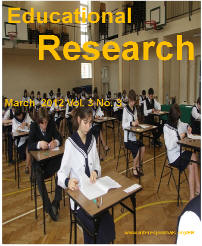 Educational
Research
March, 2012 Vol. 3 No. 3